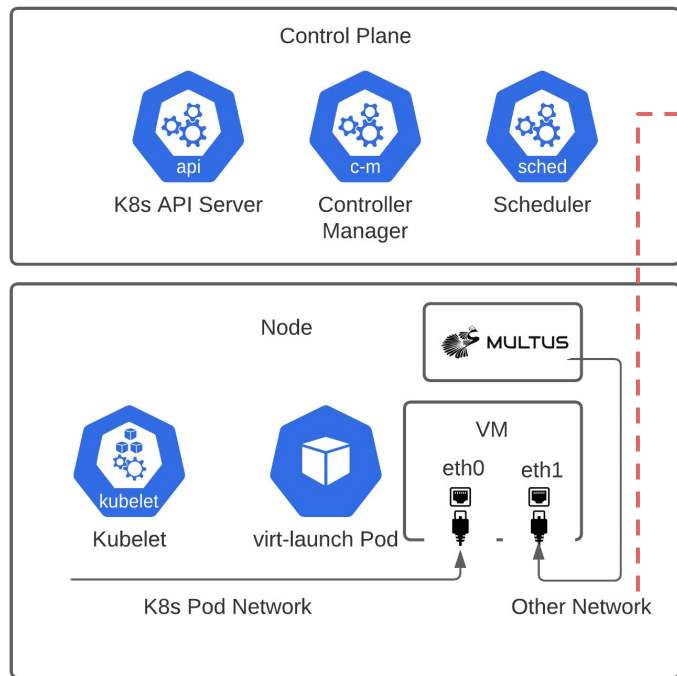 Control Plane
api
c-m
sched
K8s API Server
Controller
Manager
Scheduler
Node
MULTUS
VM
eth0
eth1
kubelet
Kubelet
virt-launch Pod
K8s Pod Network
Other Network